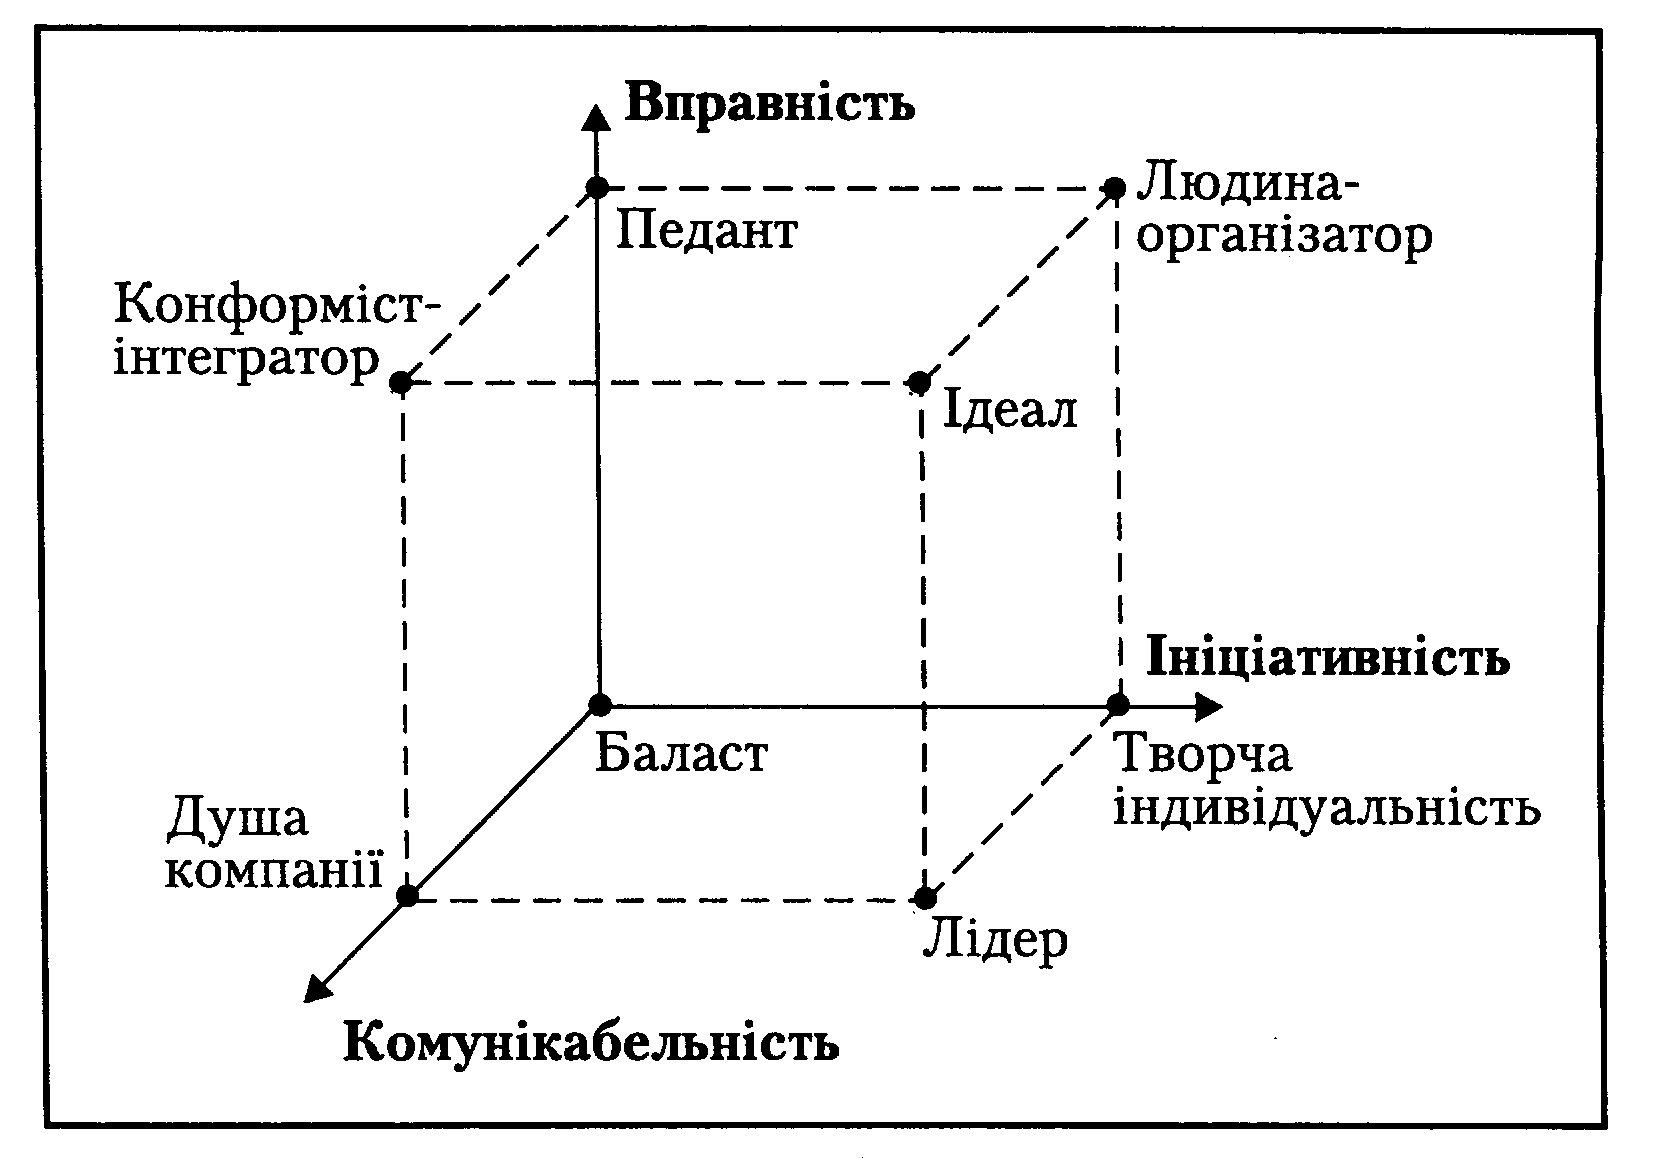 Вправність
Людина-
організатор
Педант
Конформіст-
інтегратор
Ідеал
Ініціативність
Баласт
Творча
індивідуальність
Душа
компанії
Лідер
Комунікабельність